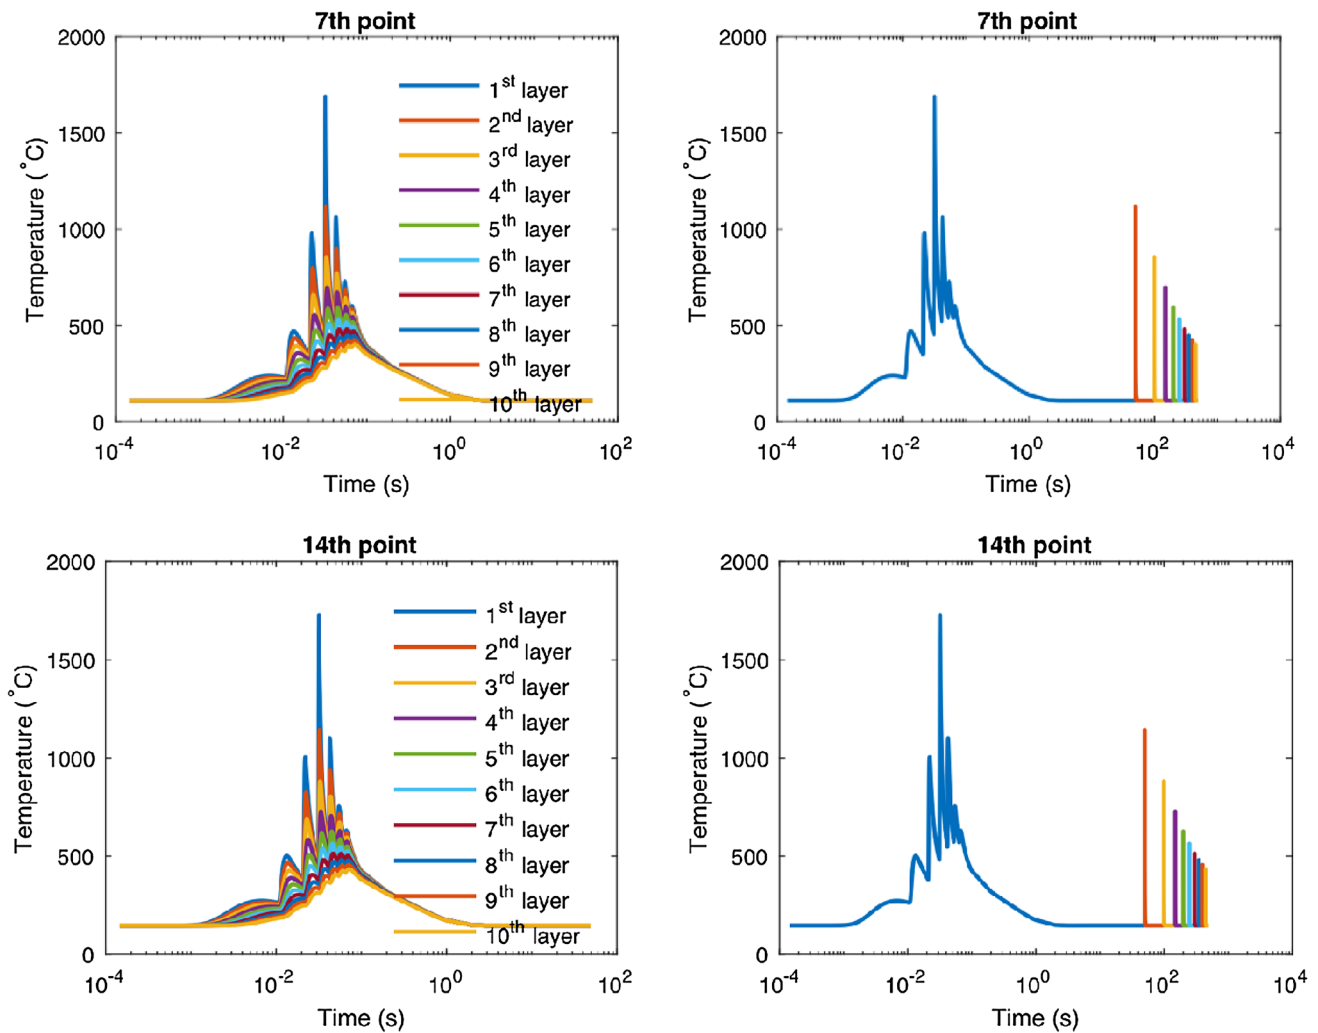 7th point
2000
1500
1000
500
0
Temperature (˚C)
1st layer
2nd layer
3rd layer
4th layer
5th layer
6th layer
7th layer
8th layer
9th layer
10th layer
10-4
10-2
100
102
Time (s)
7th point
2000
1500
1000
500
0
Temperature (˚C)
10-4
10-2
100
102
104
Time (s)
14th point
2000
1500
1000
500
0
Temperature (˚C)
1st layer
2nd layer
3rd layer
4th layer
5th layer
6th layer
7th layer
8th layer
9th layer
10th layer
10-4
10-2
100
102
Time (s)
14th point
2000
1500
1000
500
0
Temperature (˚C)
10-4
10-2
100
102
104
Time (s)